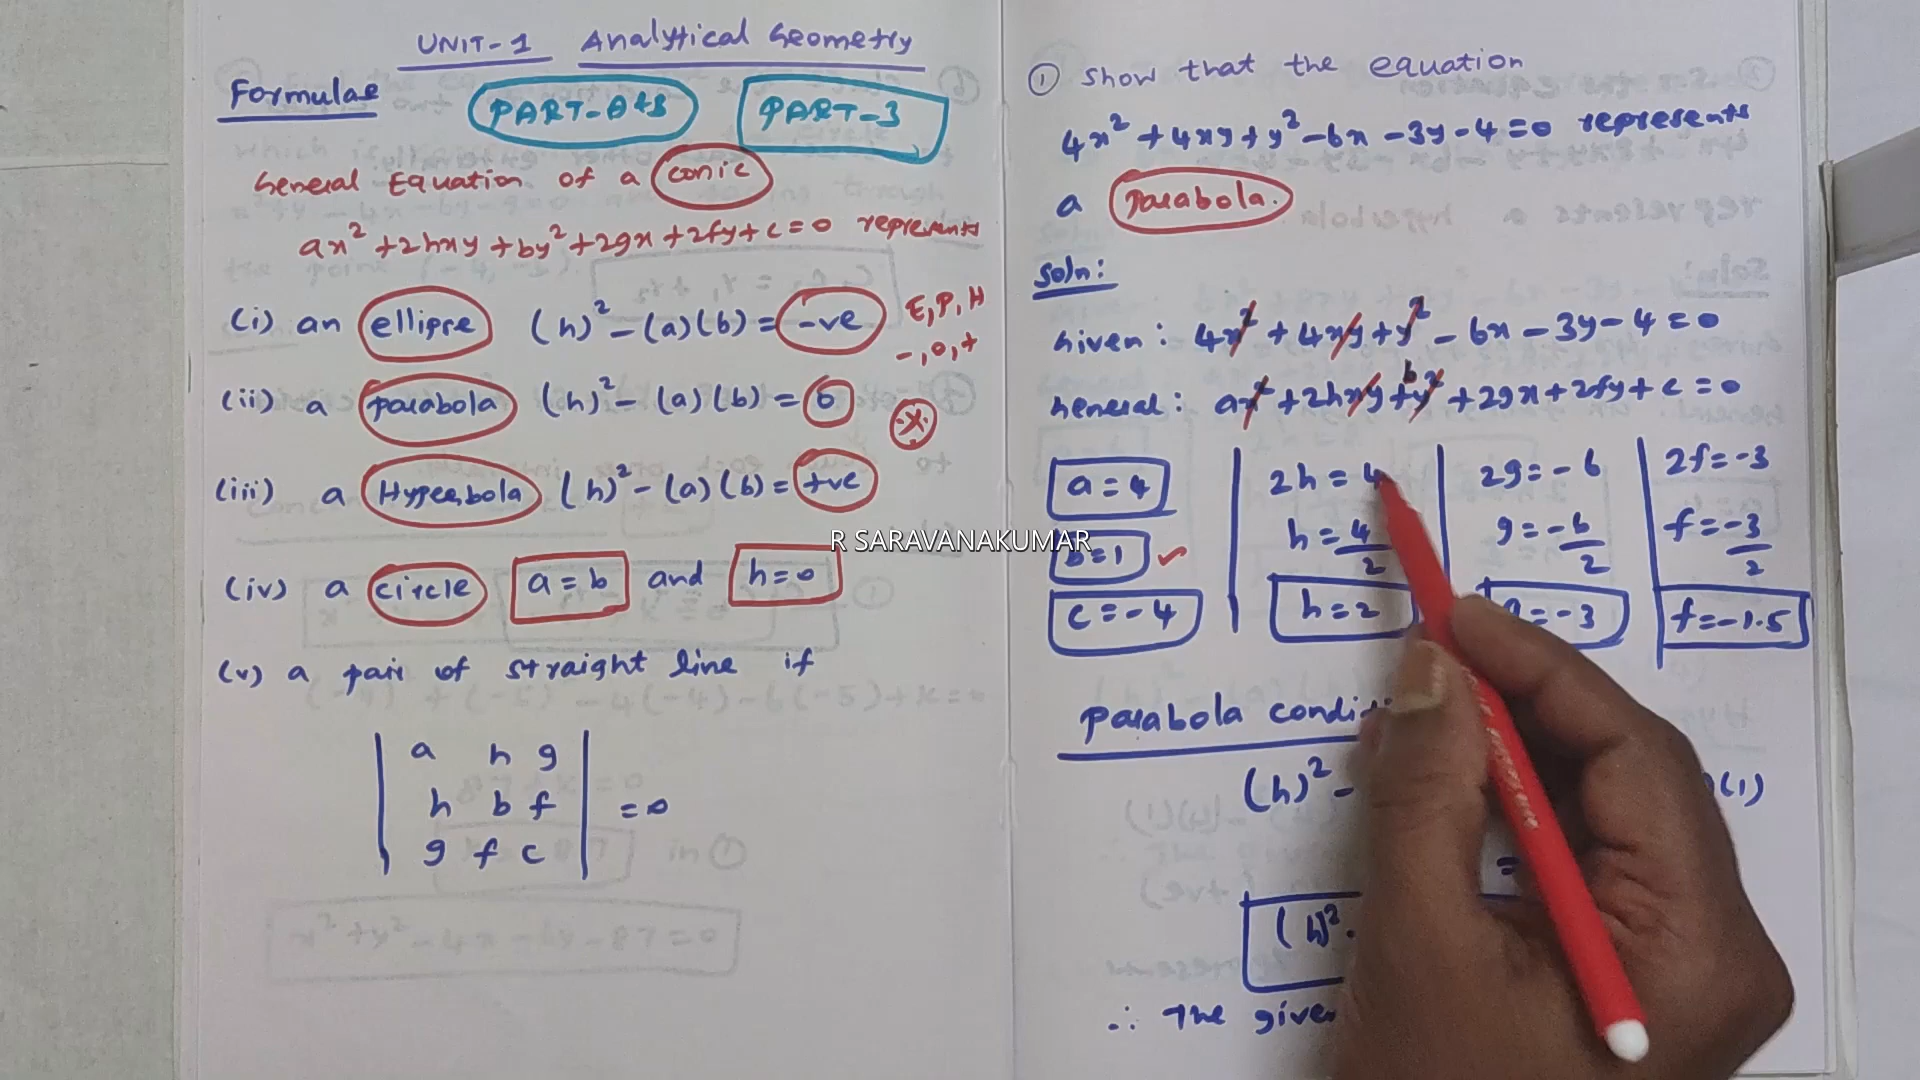 UNIT-1 Analytical Geometry
Formulae
PART-A&B PART-3
General Equation of a conic
ax² + 2hxy + by² + 2gx + 2fy + c = 0 represents
(i) an ellipse (h)² - (a)(b) = -ve
E, P, H
-, 0, +
(ii) a parabola (h)² - (a)(b) = 0
(iii) a Hyperbola (h)² - (a)(b) = +ve
(iv) a circle a = b and h = 0
(v) a pair of straight line if
a h g
h b f = 0
g f c
① Show that the equation
4x² + 4xy + y² - 6x - 3y - 4 = 0 represents
a parabola.
Soln:
Given: 4x² + 4xy + y² - 6x - 3y - 4 = 0
General: ax² + 2hxy + by² + 2gx + 2fy + c = 0
a = 4
b = 1 ✓
c = -4
2h = 4
h = 4/2
h = 2
2g = -6
g = -6/2
= -3
2f = -3
f = -3/2
f = -1.5
Parabola
(h)² - (1)
=
(h)²
∴ The given
R SARAVANAKUMAR